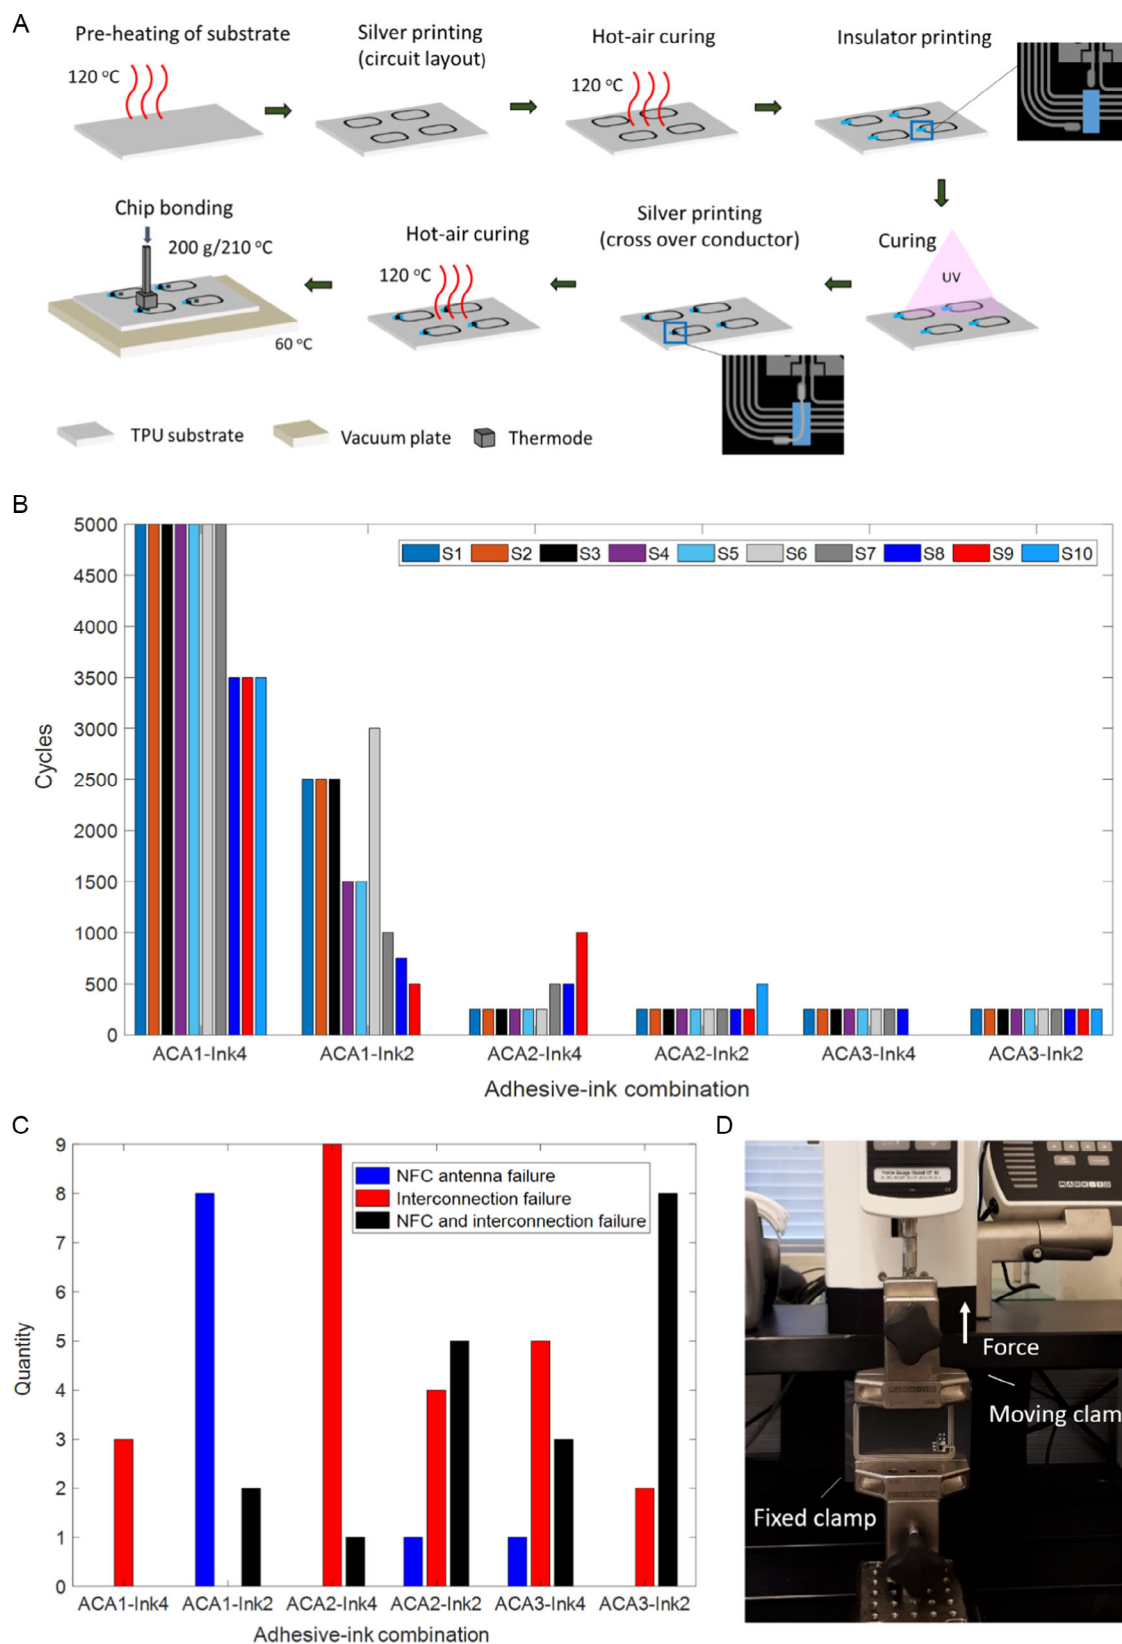 A
Pre-heating of substrate
120 °C
Silver printing
(circuit layout)
Hot-air curing
120 °C
Insulator printing
Chip bonding
200 g/210 °C
60 °C
Hot-air curing
120 °C
Silver printing
(cross over conductor)
Curing
UV
TPU substrate
Vacuum plate
Thermode
B
5000
4500
4000
3500
3000
2500
2000
1500
1000
500
0
Cycles
S1 S2 S3 S4 S5 S6 S7 S8 S9 S10
ACA1-Ink4 ACA1-Ink2 ACA2-Ink4 ACA2-Ink2 ACA3-Ink4 ACA3-Ink2
Adhesive-ink combination
C
9
8
7
6
5
4
3
2
1
0
Quantity
NFC antenna failure
Interconnection failure
NFC and interconnection failure
ACA1-Ink4 ACA1-Ink2 ACA2-Ink4 ACA2-Ink2 ACA3-Ink4 ACA3-Ink2
Adhesive-ink combination
D
MARK-10
Force
Moving clam
Fixed clamp